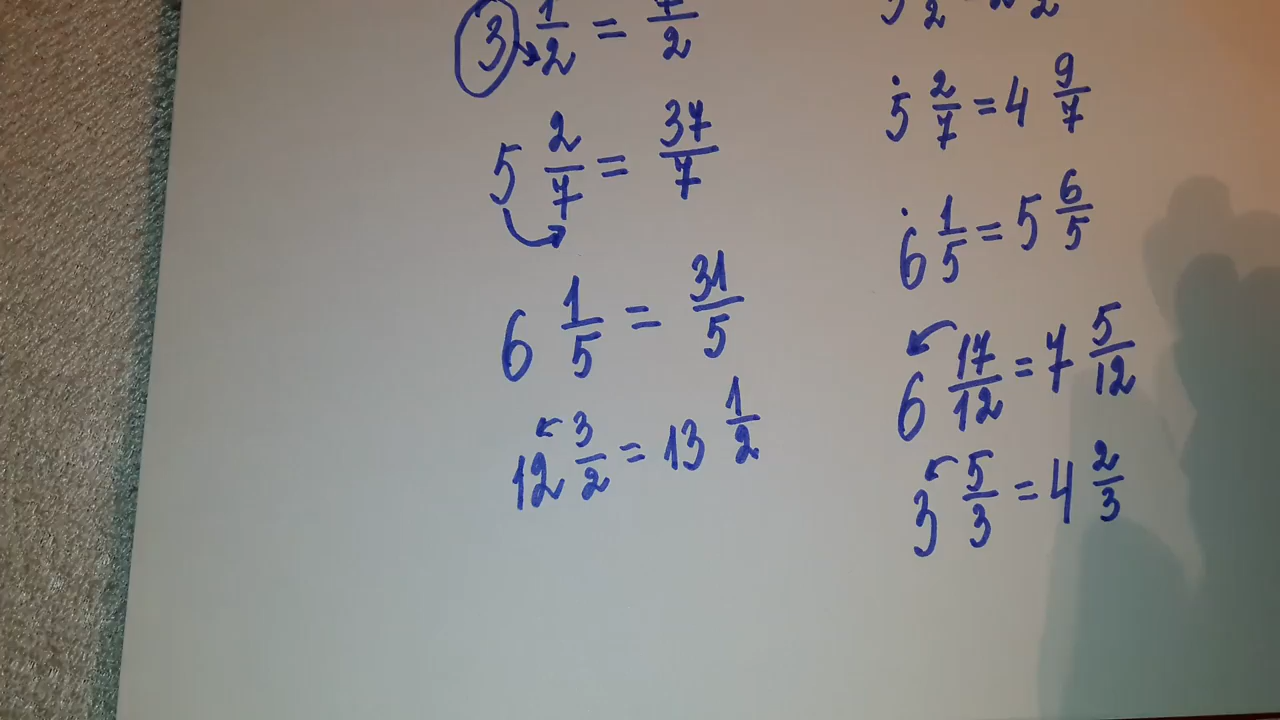 3 1/2 = 7/2
5 2/7 = 37/7
6 1/5 = 31/5
12 3/2 = 13 1/2
5 2/7 = 4 9/7
6 1/5 = 5 6/5
6 17/12 = 7 5/12
3 5/3 = 4 2/3